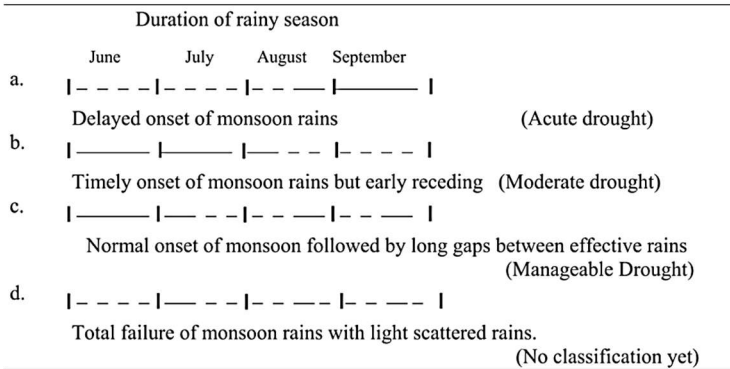 Duration of rainy season
June July August September
a.
Delayed onset of monsoon rains (Acute drought)
b.
Timely onset of monsoon rains but early receding (Moderate drought)
c.
Normal onset of monsoon followed by long gaps between effective rains
(Manageable Drought)
d.
Total failure of monsoon rains with light scattered rains.
(No classification yet)